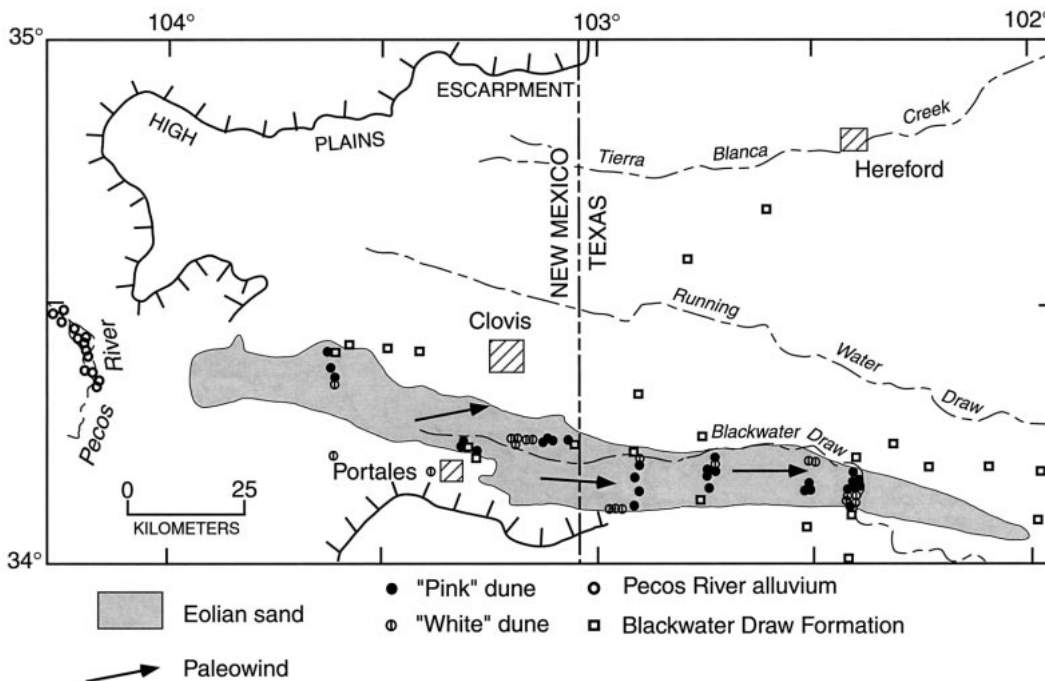 104°
103°
102°
35°
ESCARPMENT
HIGH
PLAINS
NEW MEXICO
TEXAS
Tierra
Blanca
Creek
Hereford
Running
Water
Draw
Clovis
River
Pecos
Blackwater
Draw
Portales
0
25
KILOMETERS
34°
Eolian sand
"Pink" dune
Pecos River alluvium
"White" dune
Blackwater Draw Formation
Paleowind